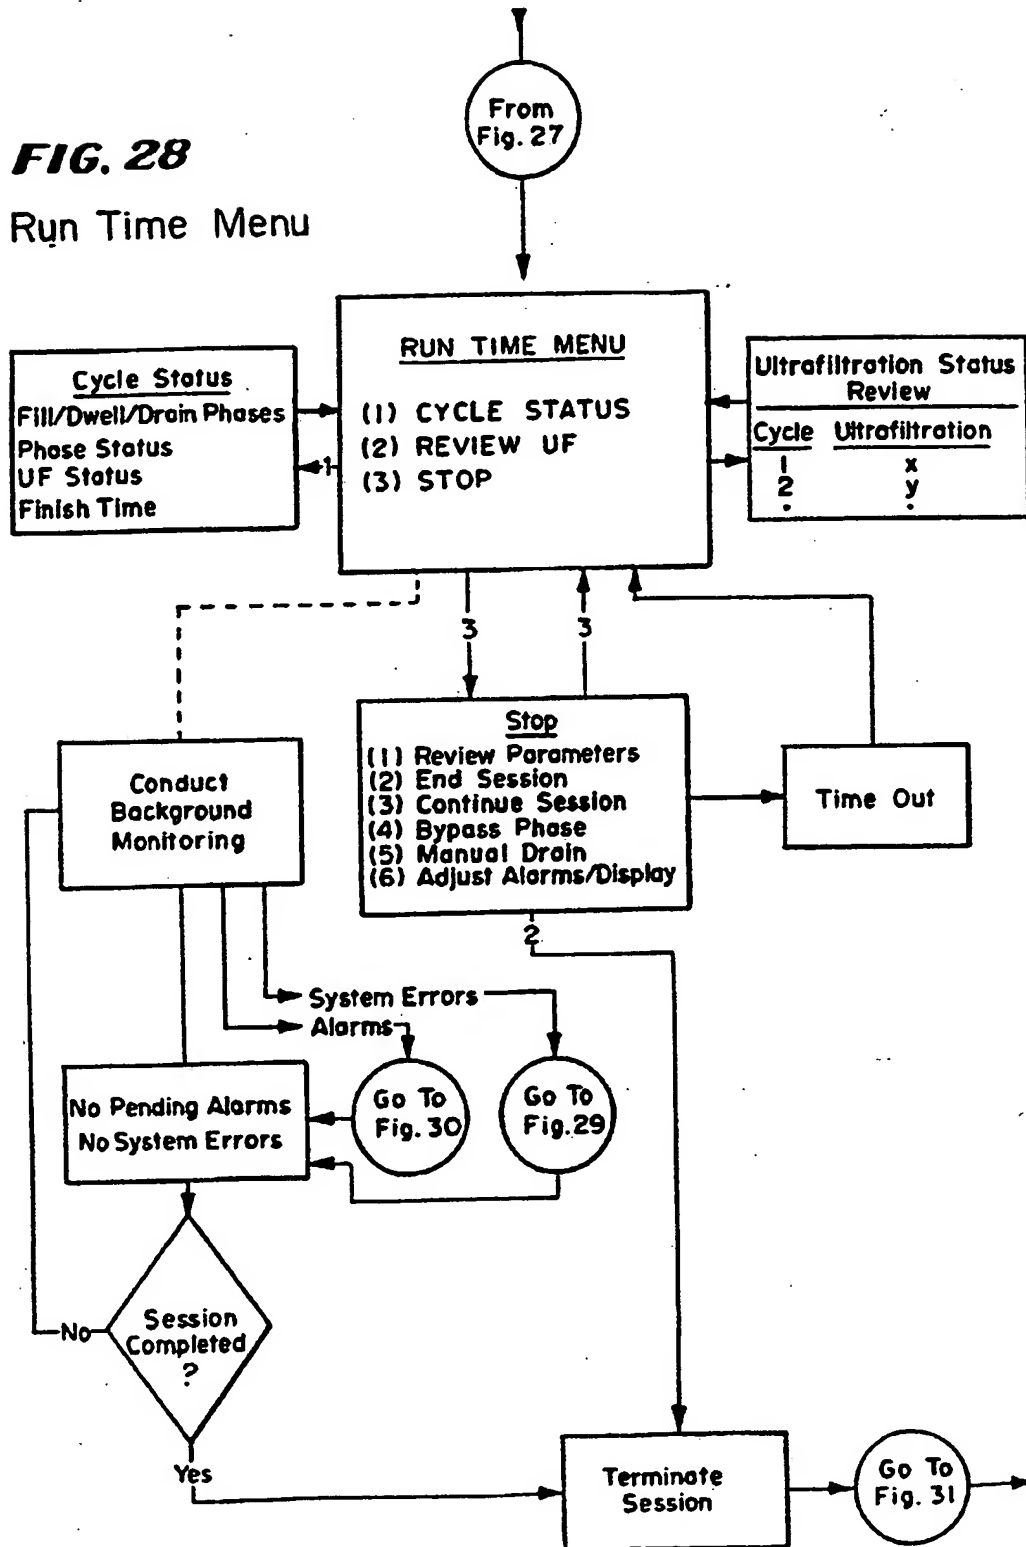 From
Fig. 27
FIG. 28
Run Time Menu
RUN TIME MENU
(1) CYCLE STATUS
(2) REVIEW UF
(3) STOP
Cycle Status
Fill/Dwell/Drain Phases
Phase Status
UF Status
Finish Time
1
Ultrafiltration Status
Review
Cycle Ultrafiltration
1 x
2 y
. .
3
3
Stop
(1) Review Parameters
(2) End Session
(3) Continue Session
(4) Bypass Phase
(5) Manual Drain
(6) Adjust Alarms/Display
Time Out
Conduct
Background
Monitoring
2
System Errors
Alarms
No Pending Alarms
No System Errors
Go To
Fig. 30
Go To
Fig. 29
Session
Completed
?
No
Yes
Terminate
Session
Go To
Fig. 31